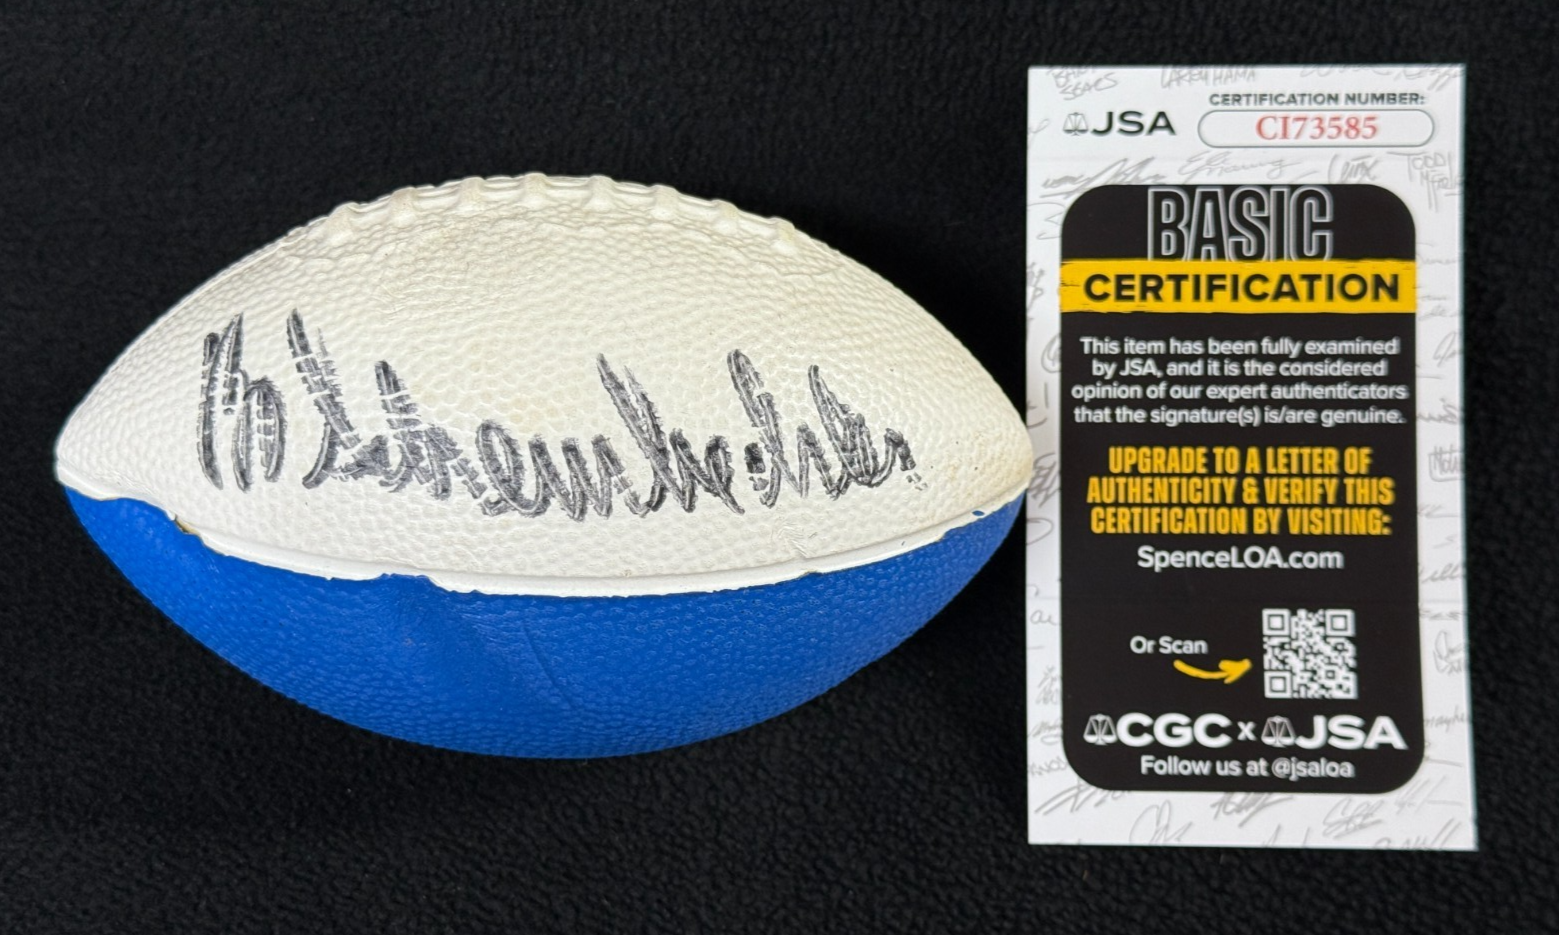 JSA
CERTIFICATION NUMBER:
CI73585
BASIC
CERTIFICATION
This item has been fully examined
by JSA, and it is the considered
opinion of our expert authenticators
that the signature(s) is/are genuine.
UPGRADE TO A LETTER OF
AUTHENTICITY & VERIFY THIS
CERTIFICATION BY VISITING:
SpenceLOA.com
Or Scan
CGC x JSA
Follow us at @jsaloa